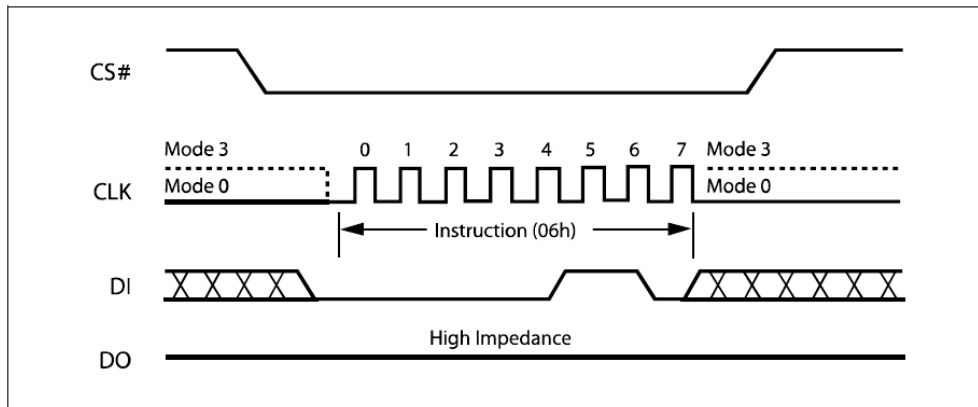 CS#
Mode 3
0 1 2 3 4 5 6 7
Mode 3
CLK
Mode 0
Mode 0
Instruction (06h)
DI
High Impedance
DO